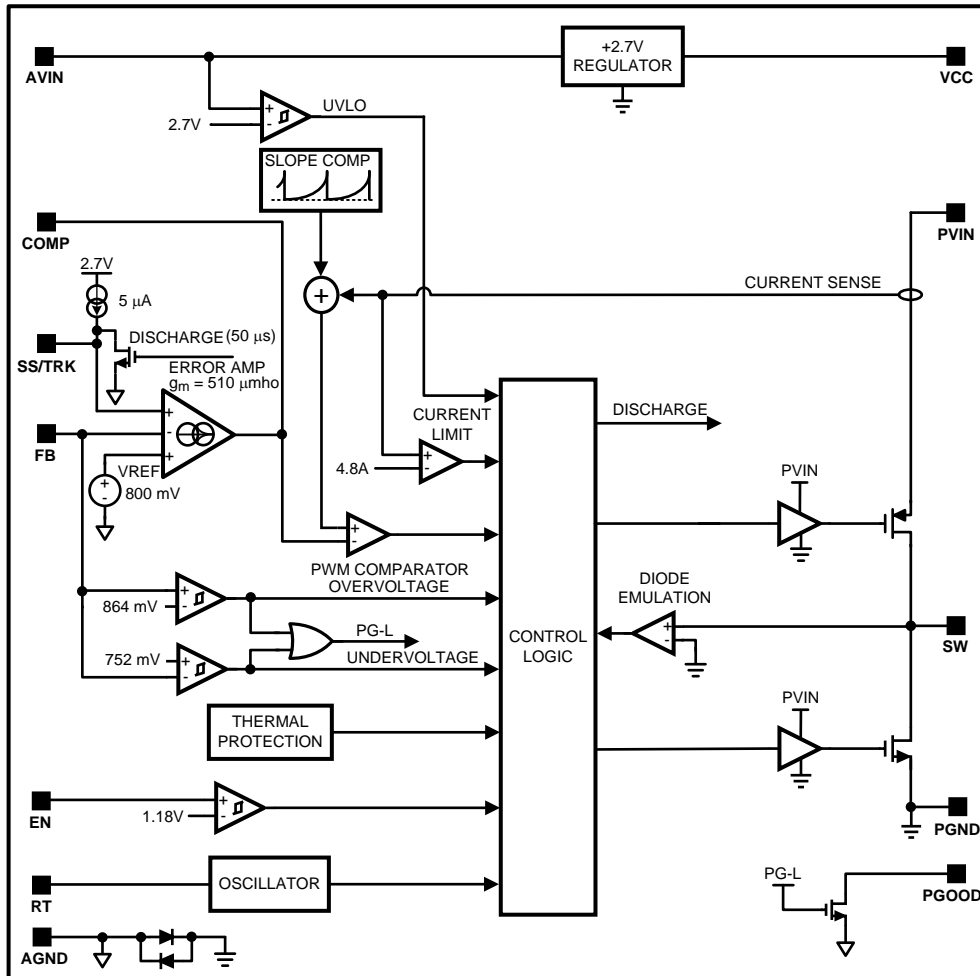 AVIN
+2.7V
REGULATOR
VCC
+
-
2.7V
UVLO
SLOPE COMP
COMP
PVIN
2.7V
5 μA
+
CURRENT SENSE
SS/TRK
DISCHARGE (50 μs)
ERROR AMP
gm = 510 μmho
+
-
+
FB
VREF
+
-
800 mV
CURRENT
LIMIT
+
-
4.8A
DISCHARGE
PVIN
+
-
PWM COMPARATOR
OVERVOLTAGE
+
-
864 mV
PG-L
UNDERVOLTAGE
752 mV
+
-
CONTROL
LOGIC
DIODE
EMULATION
+
-
SW
THERMAL
PROTECTION
PVIN
EN
+
-
1.18V
PGND
RT
OSCILLATOR
PG-L
PGOOD
AGND